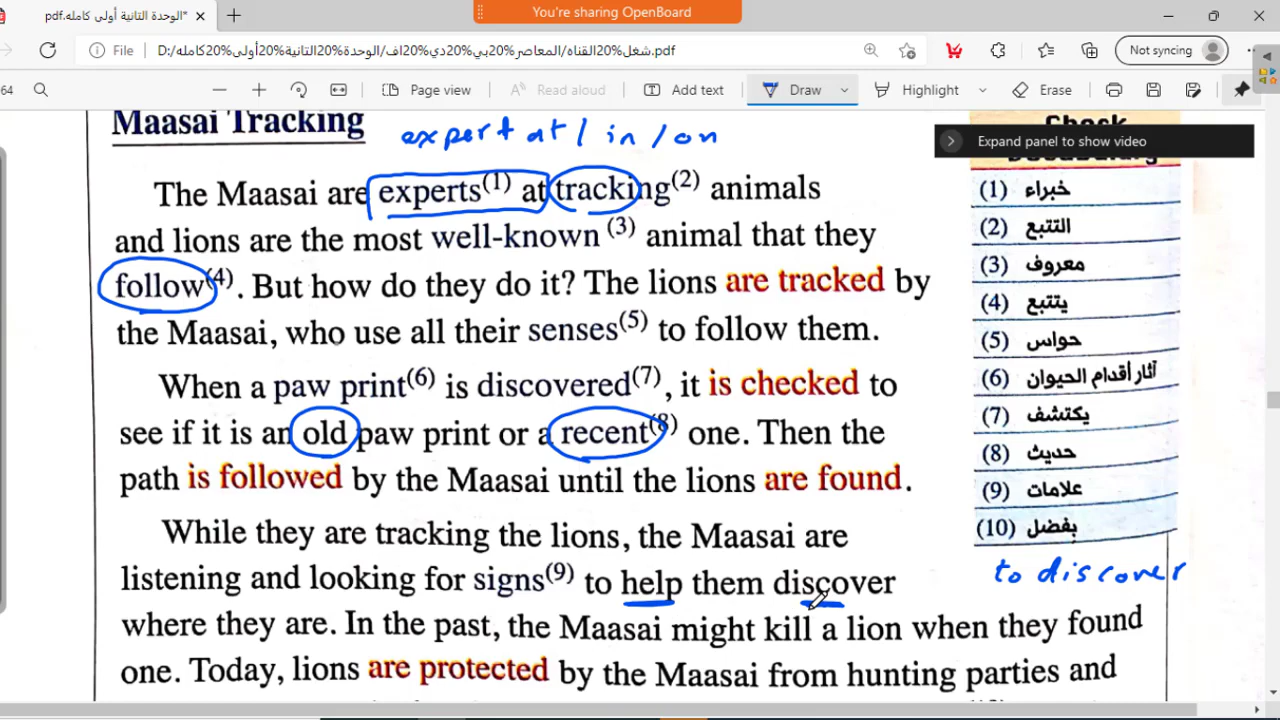 الوحدة الثانية أولى كامله.pdf*
You're sharing OpenBoard
File
D:/شغل%20القناه/المعاصر%20بي%20دي%20اف/الوحدة%20الثانية%20أولى%20كامله.pdf
Not syncing
64
Page view
Read aloud
Add text
Draw
Highlight
Erase
Expand panel to show video
Maasai Tracking
expert at / in / on
Check
The Maasai are experts(1) at tracking(2) animals
and lions are the most well-known (3) animal that they
follow(4). But how do they do it? The lions are tracked by
the Maasai, who use all their senses(5) to follow them.
When a paw print(6) is discovered(7), it is checked to
see if it is an old paw print or a recent(8) one. Then the
path is followed by the Maasai until the lions are found.
While they are tracking the lions, the Maasai are
listening and looking for signs(9) to help them discover
where they are. In the past, the Maasai might kill a lion when they found
one. Today, lions are protected by the Maasai from hunting parties and
(1) خبراء
(2) التتبع
(3) معروف
(4) يتتبع
(5) حواس
(6) آثار أقدام الحيوان
(7) يكتشف
(8) حديث
(9) علامات
(10) بفضل
to discover